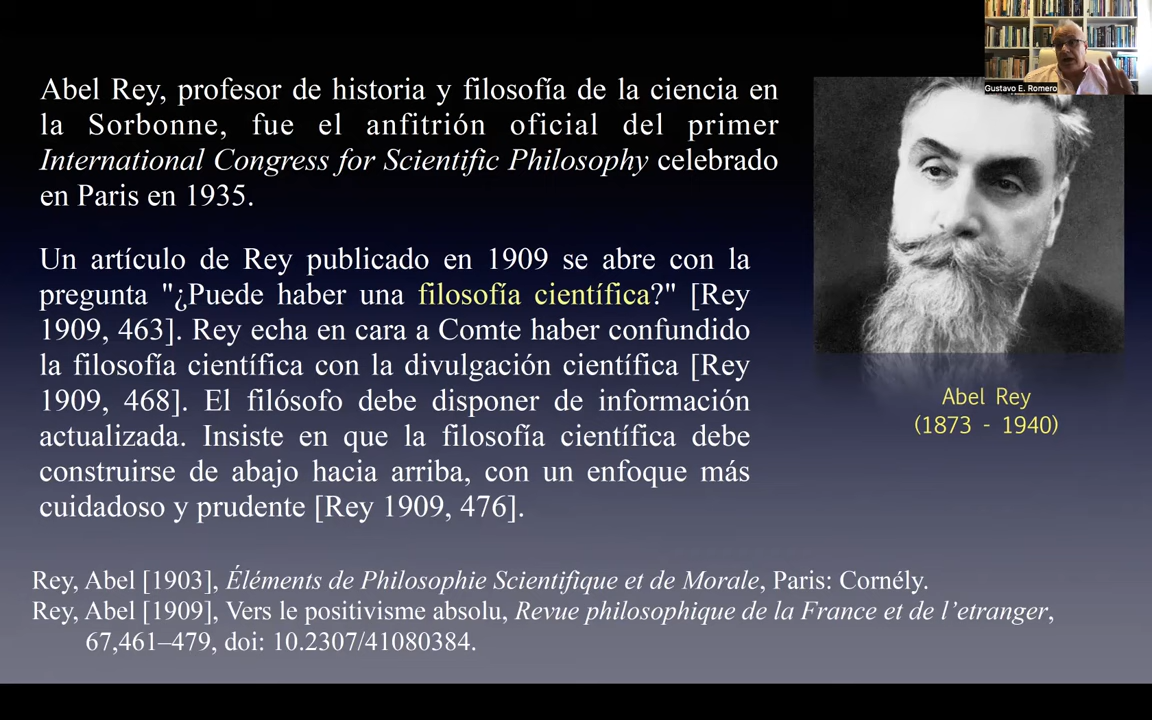 Abel Rey, profesor de historia y filosofía de la ciencia en
la Sorbonne, fue el anfitrión oficial del primer
International Congress for Scientific Philosophy celebrado
en Paris en 1935.
Un artículo de Rey publicado en 1909 se abre con la
pregunta "¿Puede haber una filosofía científica?" [Rey
1909, 463]. Rey echa en cara a Comte haber confundido
la filosofía científica con la divulgación científica [Rey
1909, 468]. El filósofo debe disponer de información
actualizada. Insiste en que la filosofía científica debe
construirse de abajo hacia arriba, con un enfoque más
cuidadoso y prudente [Rey 1909, 476].
Gustavo E. Romero
Abel Rey
(1873 - 1940)
Rey, Abel [1903], Éléments de Philosophie Scientifique et de Morale, Paris: Cornély.
Rey, Abel [1909], Vers le positivisme absolu, Revue philosophique de la France et de l’etranger,
67,461–479, doi: 10.2307/41080384.